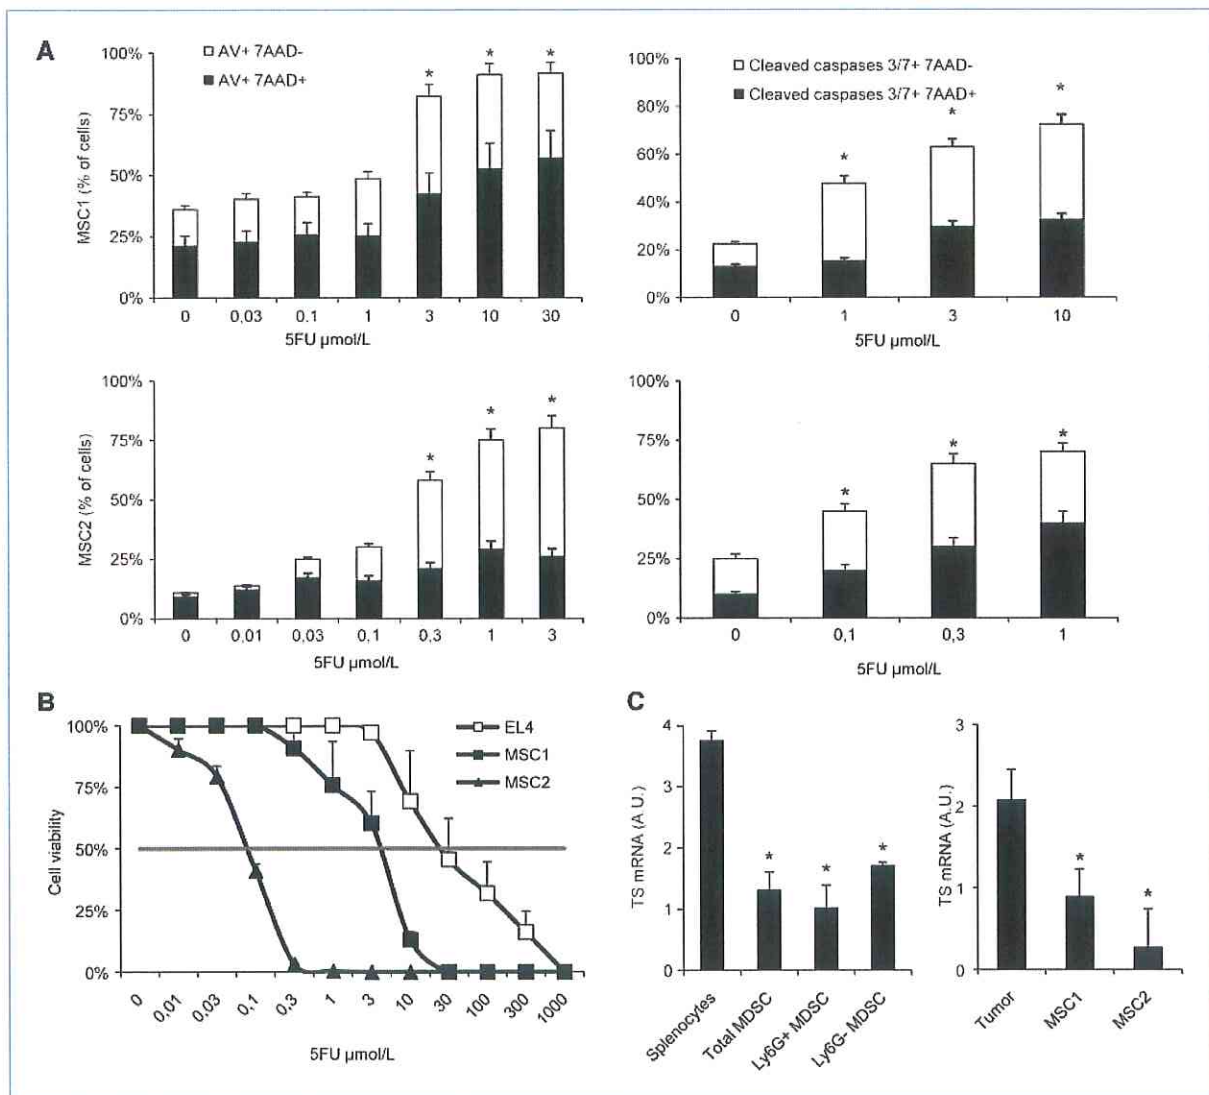 A
AV+ 7AAD-
AV+ 7AAD+
100%
75%
50%
25%
0%
MSC1 (% of cells)
* * *
0 0,03 0.1 1 3 10 30
5FU µmol/L
Cleaved caspases 3/7+ 7AAD-
Cleaved caspases 3/7+ 7AAD+
100%
80%
60%
40%
20%
0%
* * *
0 1 3 10
5FU µmol/L
100%
75%
50%
25%
0%
MSC2 (% of cells)
* * *
0 0,01 0,03 0,1 0,3 1 3
5FU µmol/L
100%
75%
50%
25%
0%
* * *
0 0,1 0,3 1
5FU µmol/L
B
100%
75%
50%
25%
0%
Cell viability
EL4
MSC1
MSC2
0 0,01 0,03 0,1 0,3 1 3 10 30 100 300 1000
5FU µmol/L
C
4
3
2
1
0
TS mRNA (A.U.)
* * *
Splenocytes
Total MDSC
Ly6G+ MDSC
Ly6G- MDSC
3
2
1
0
TS mRNA (A.U.)
* *
Tumor
MSC1
MSC2